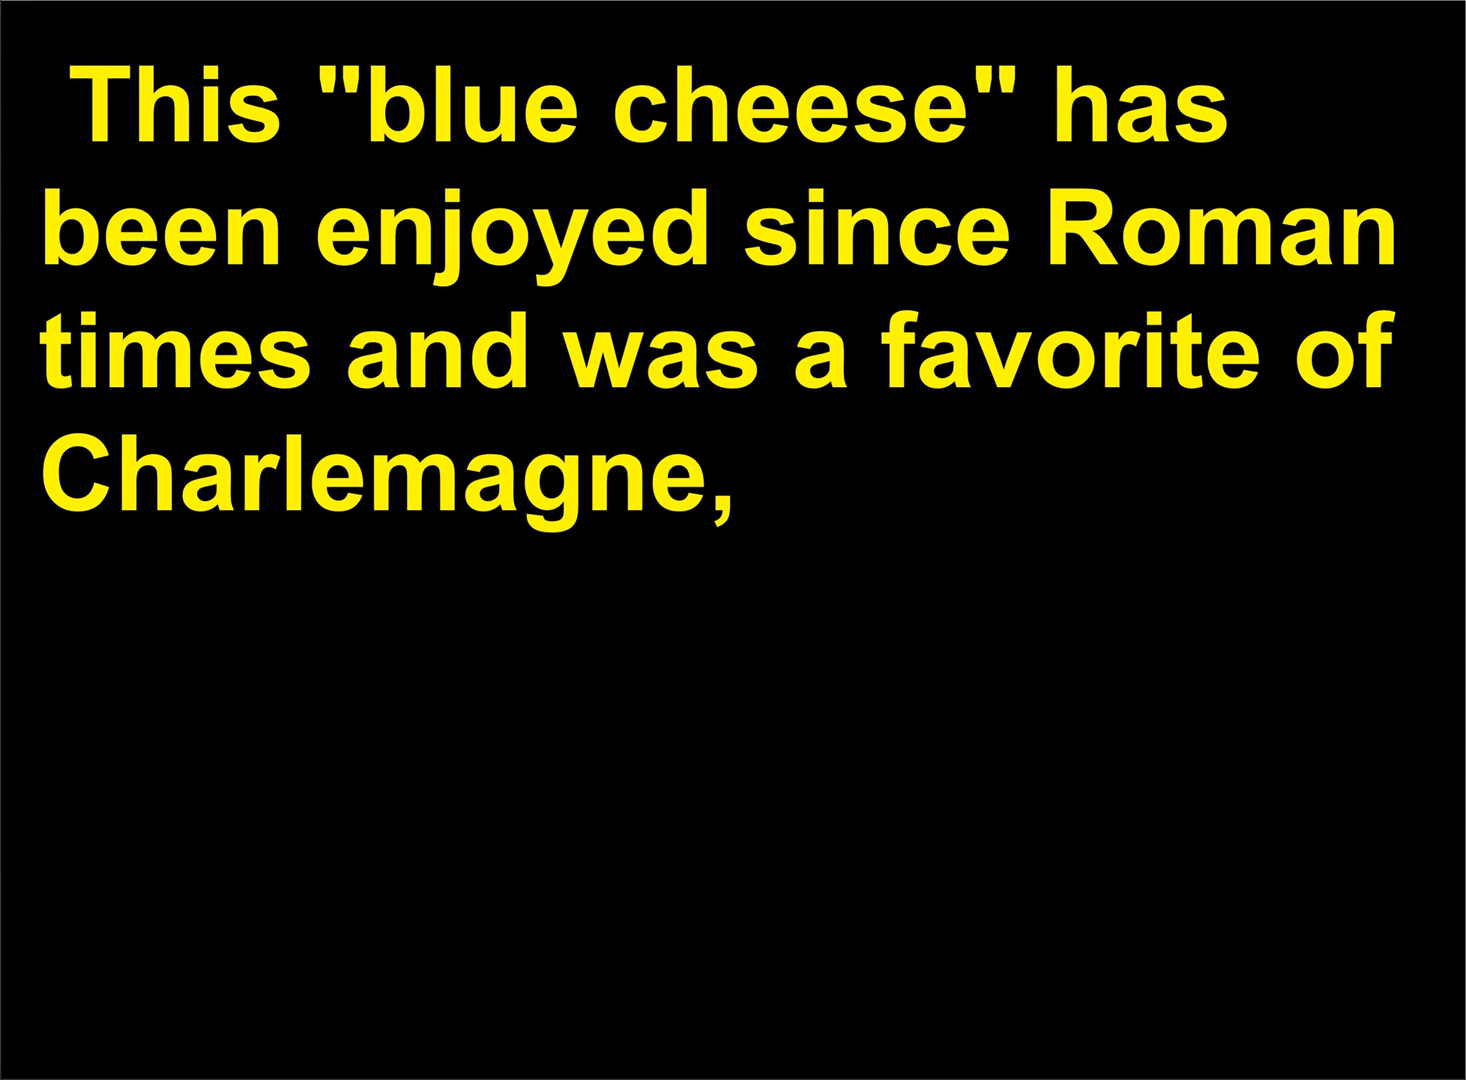 This "blue cheese" has
been enjoyed since Roman
times and was a favorite of
Charlemagne,